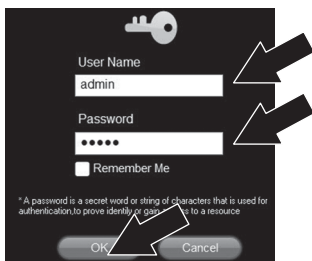 User Name
admin
Password
•••••
Remember Me
* A password is a secret word or string of characters that is used for
authentication,to prove identity or gain to a resource
OK
Cancel